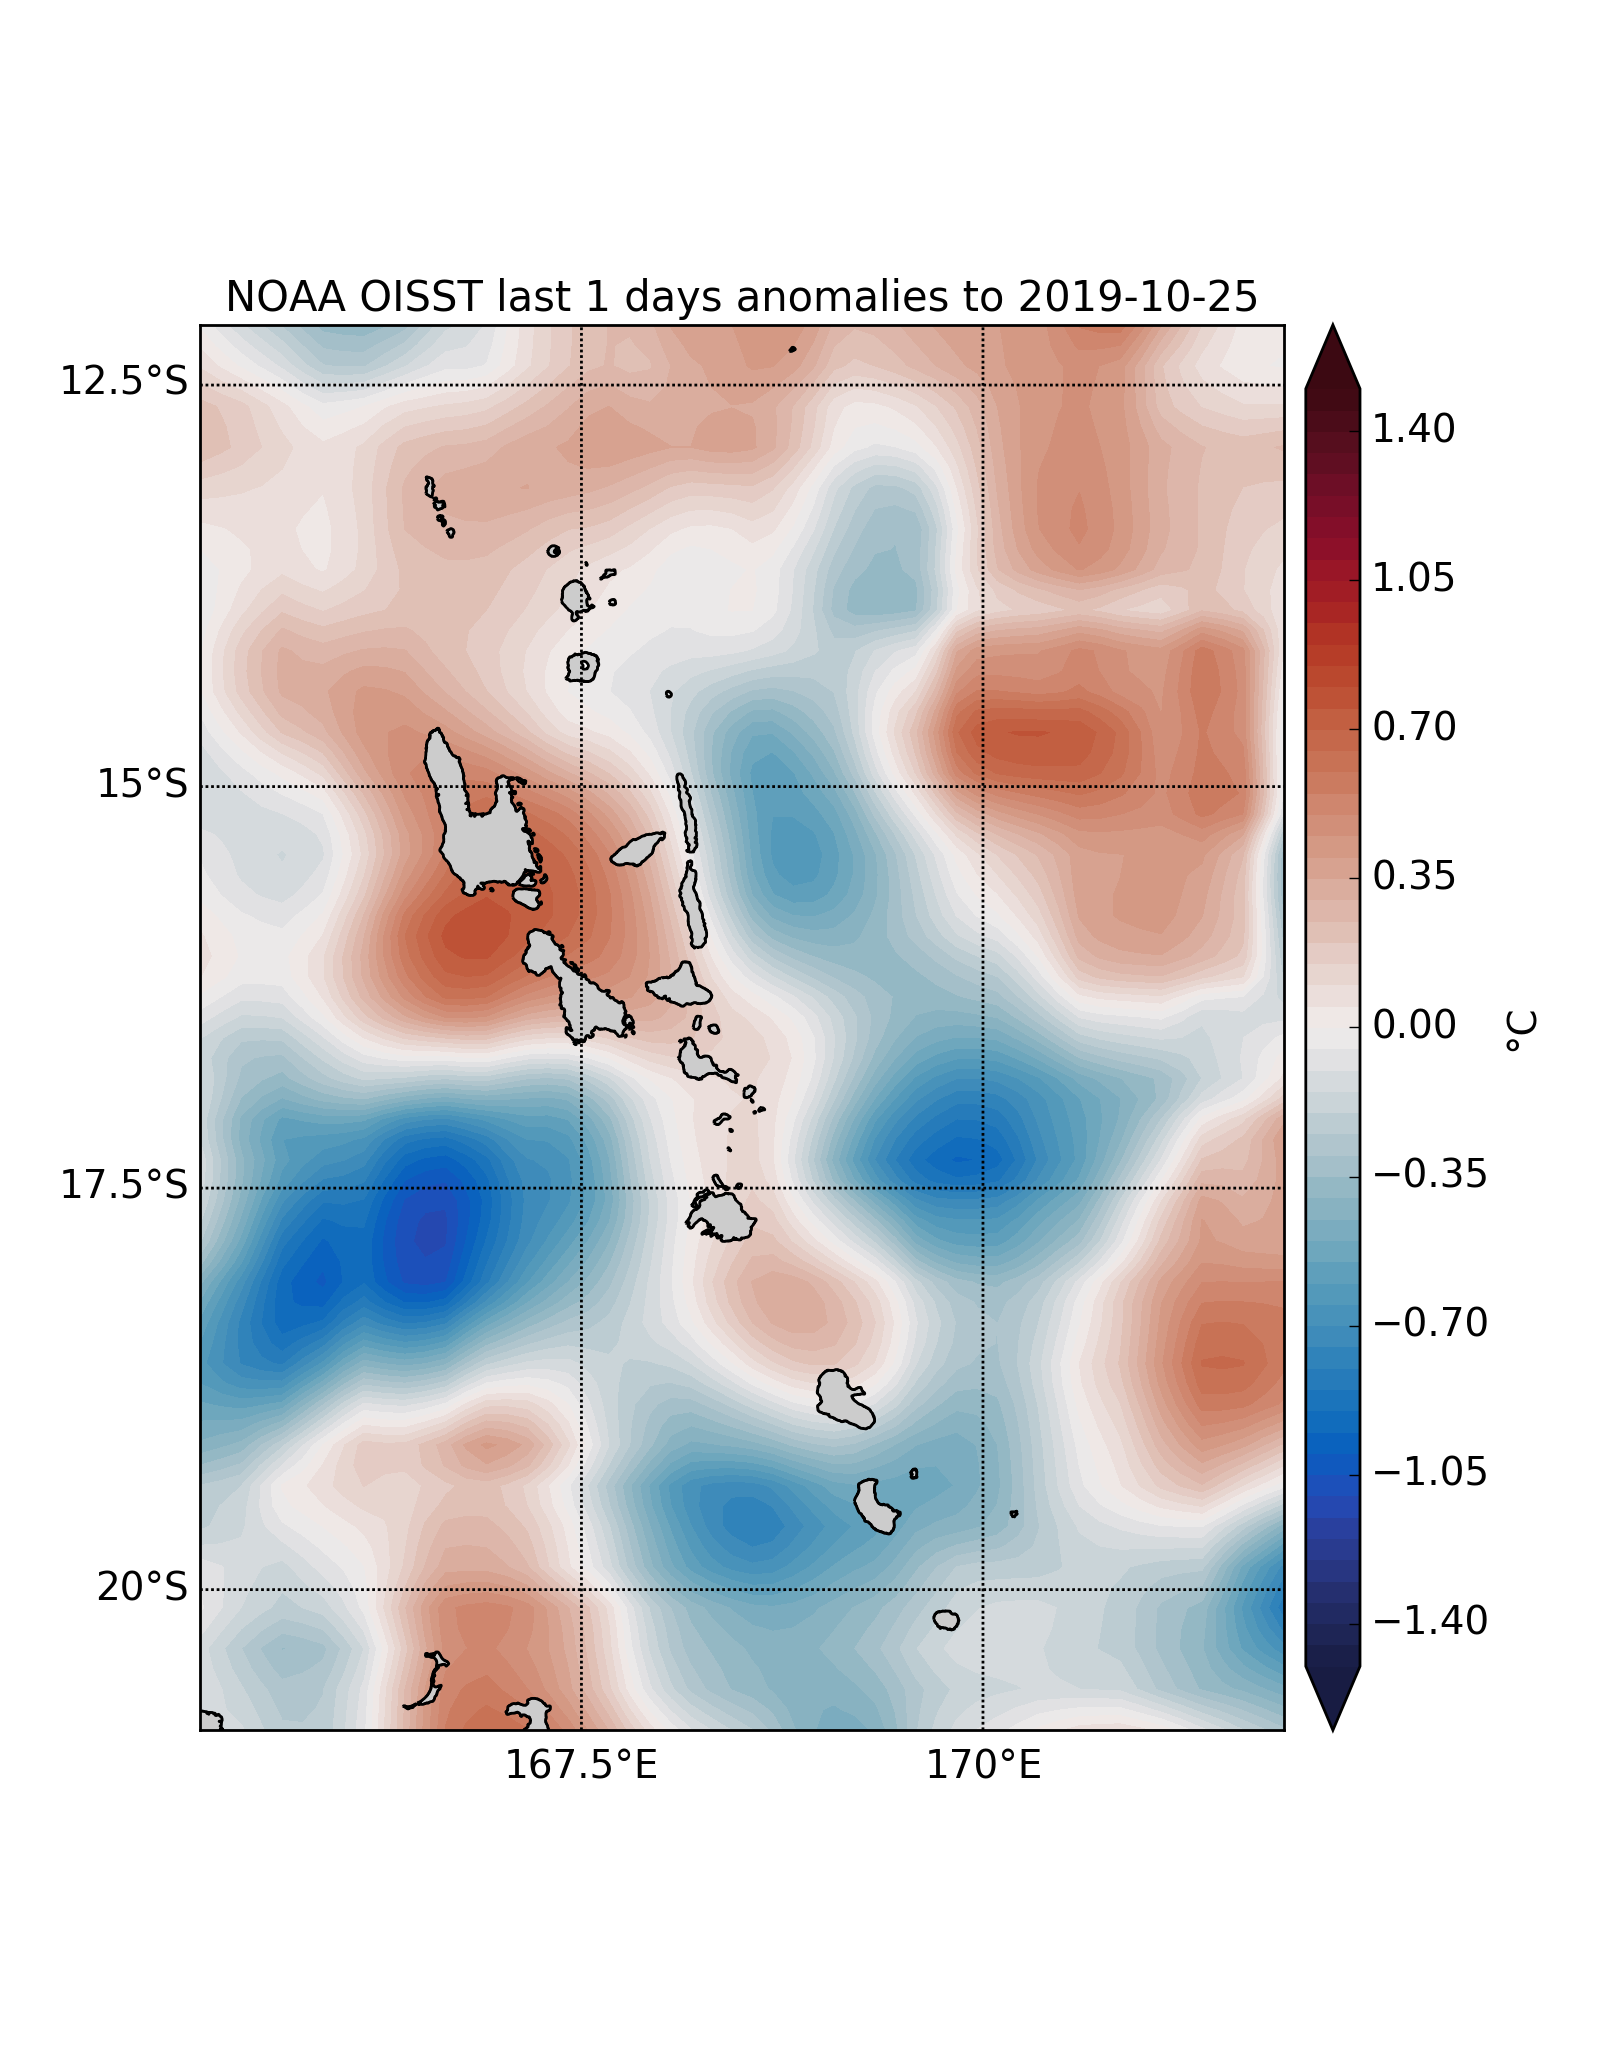 NOAA OISST last 1 days anomalies to 2019-10-25
12.5°S
15°S
17.5°S
20°S
167.5°E
170°E
1.40
1.05
0.70
0.35
0.00
−0.35
−0.70
−1.05
−1.40
°C